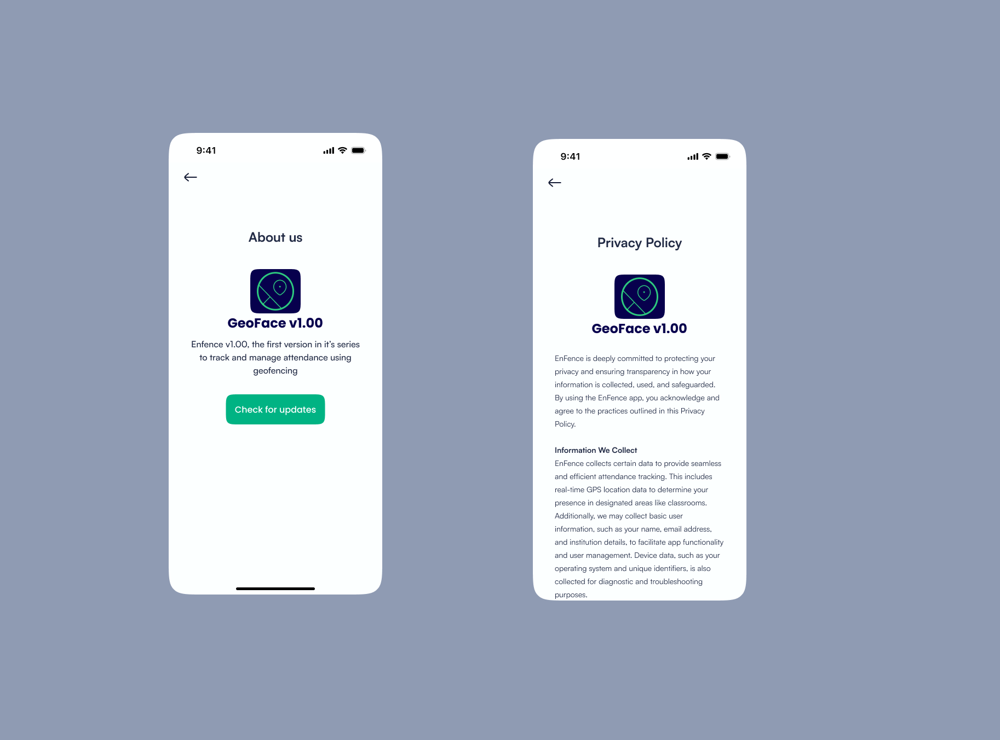 9:41
About us
GeoFace v1.00
Enfence v1.00, the first version in it’s series
to track and manage attendance using
geofencing
Check for updates
9:41
Privacy Policy
GeoFace v1.00
EnFence is deeply committed to protecting your
privacy and ensuring transparency in how your
information is collected, used, and safeguarded.
By using the EnFence app, you acknowledge and
agree to the practices outlined in this Privacy
Policy.
Information We Collect
EnFence collects certain data to provide seamless
and efficient attendance tracking. This includes
real-time GPS location data to determine your
presence in designated areas like classrooms.
Additionally, we may collect basic user
information, such as your name, email address,
and institution details, to facilitate app functionality
and user management. Device data, such as your
operating system and unique identifiers, is also
collected for diagnostic and troubleshooting
purposes.